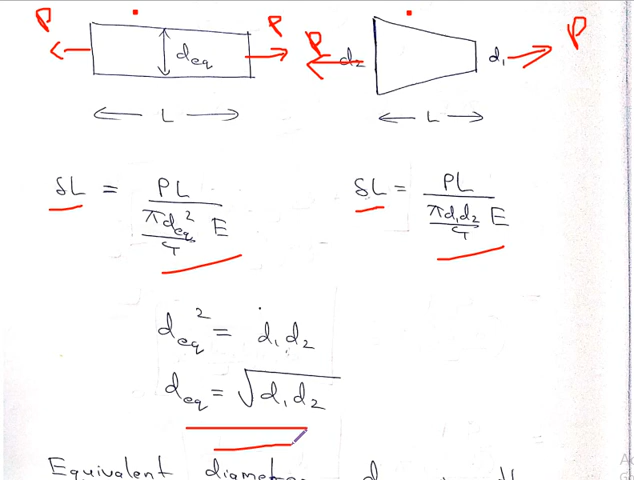 P deq P P d2 d1 P
← L → ← L →
δL = PL / (πdeq²/4 E) δL = PL / (πd1d2/4 E)
deq² = d1d2
deq = √d1d2
Equivalent